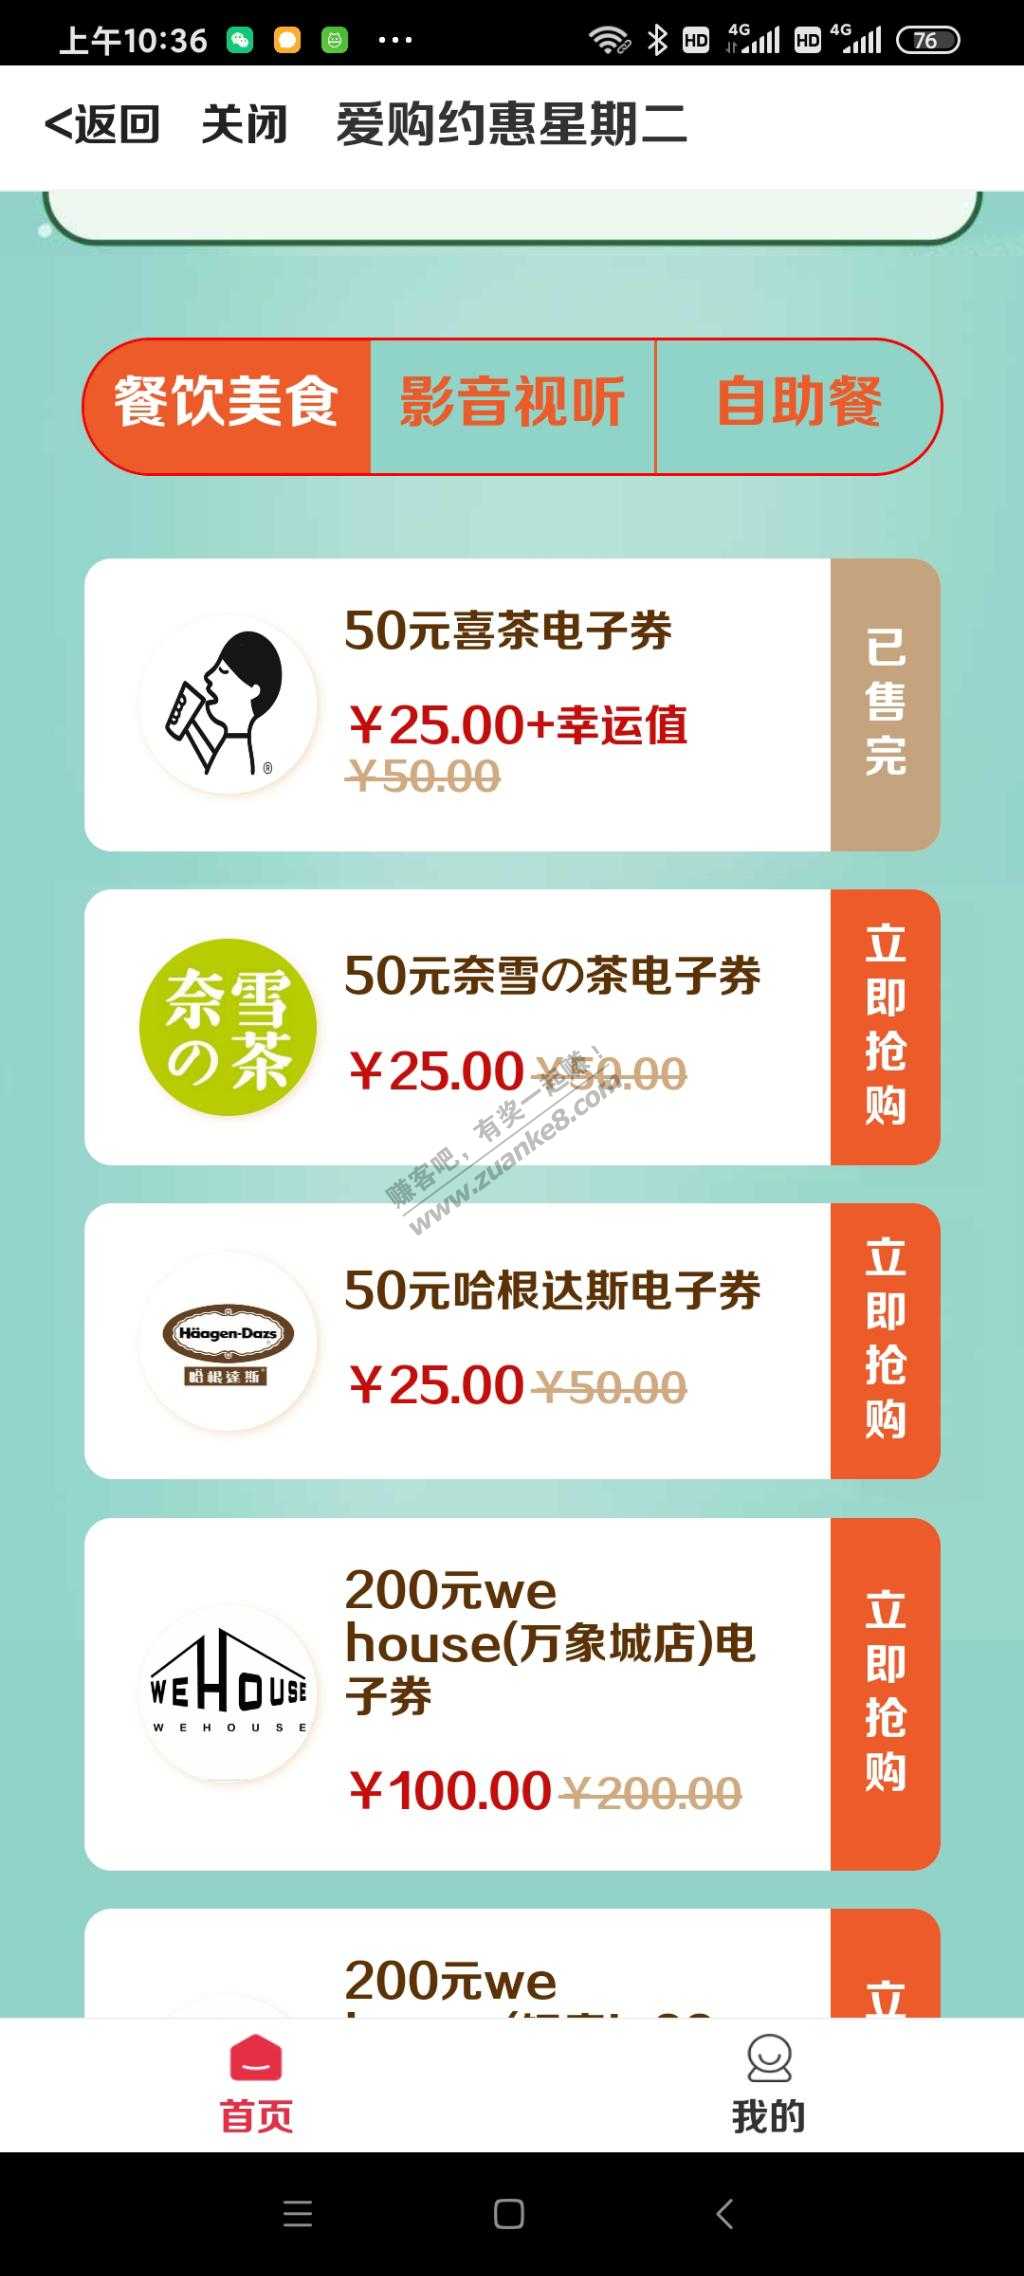 上午10:36 ... HD 4G HD 4G 76
<返回 关闭 爱购约惠星期二
餐饮美食 影音视听 自助餐
50元喜茶电子券
￥25.00+幸运值
￥50.00
已售完
®
奈雪の茶
50元奈雪の茶电子券
￥25.00 ￥50.00
立即抢购
赚客吧，有奖一起赚！
www.zuanke8.com
Häagen-Dazs
哈根達斯
50元哈根达斯电子券
￥25.00 ￥50.00
立即抢购
WEHOUSE
WEHOUSE
200元we
house(万象城店)电
子券
￥100.00 ￥200.00
立即抢购
200元we
立
首页 我的